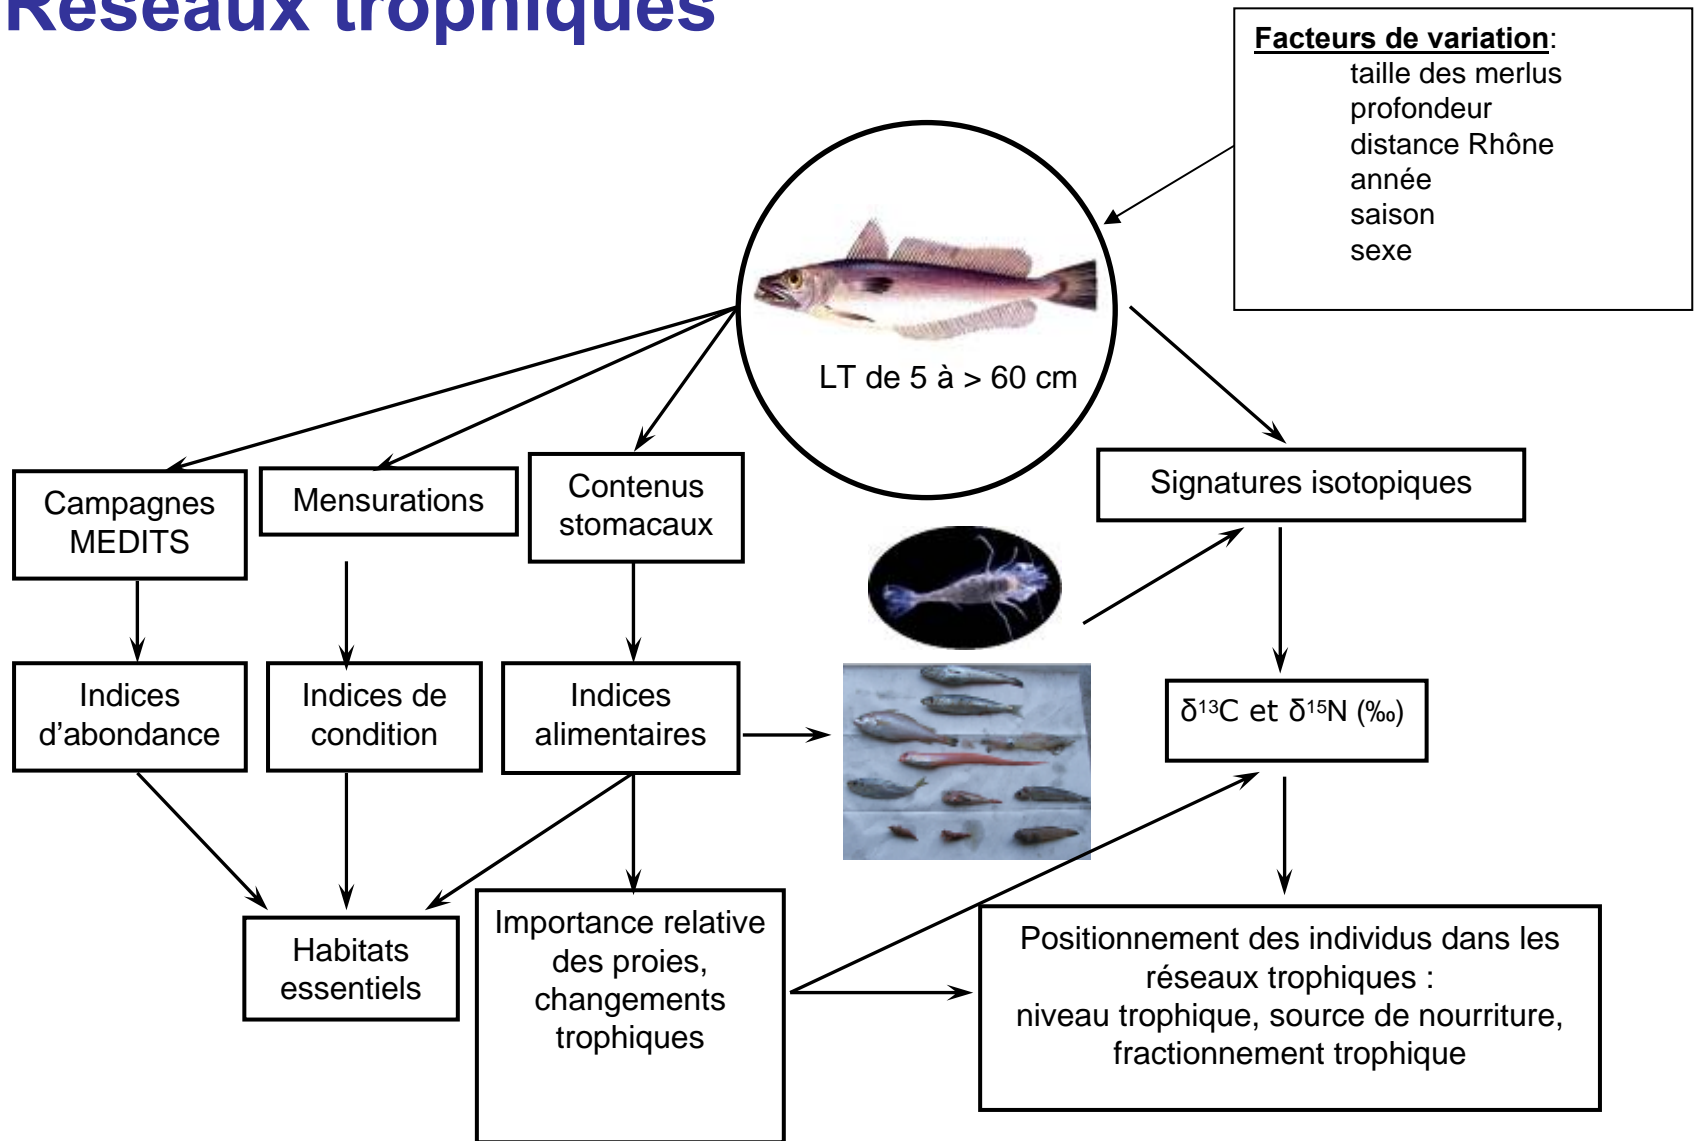 Réseaux trophiques
Facteurs de variation:
taille des merlus
profondeur
distance Rhône
année
saison
sexe
LT de 5 à > 60 cm
Campagnes
MEDITS
Mensurations
Contenus
stomacaux
Signatures isotopiques
Indices
d’abondance
Indices de
condition
Indices
alimentaires
δ¹³C et δ¹⁵N (‰)
Habitats
essentiels
Importance relative
des proies,
changements
trophiques
Positionnement des individus dans les
réseaux trophiques :
niveau trophique, source de nourriture,
fractionnement trophique